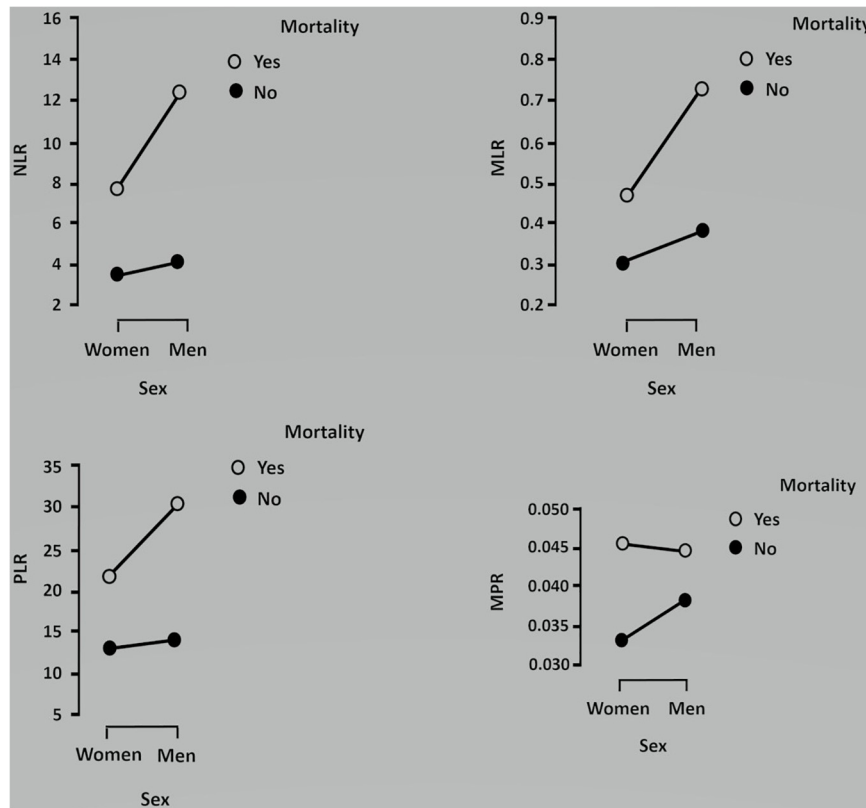 Mortality
Yes
No
NLR
16
14
12
10
8
6
4
2
Women Men
Sex
Mortality
Yes
No
MLR
0.9
0.8
0.7
0.6
0.5
0.4
0.3
0.2
Women Men
Sex
Mortality
Yes
No
PLR
35
30
25
20
15
10
5
Women Men
Sex
Mortality
Yes
No
MPR
0.050
0.045
0.040
0.035
0.030
Women Men
Sex